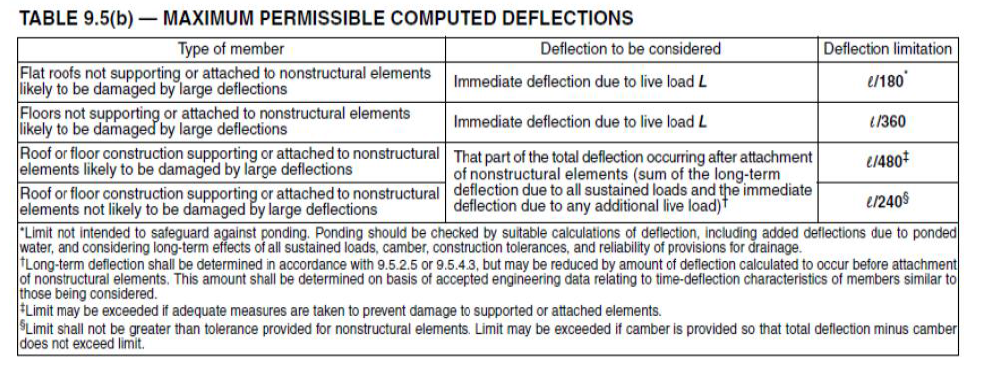 TABLE 9.5(b) — MAXIMUM PERMISSIBLE COMPUTED DEFLECTIONS
Type of member
Deflection to be considered
Deflection limitation
Flat roofs not supporting or attached to nonstructural elements
likely to be damaged by large deflections
Immediate deflection due to live load L
ℓ/180*
Floors not supporting or attached to nonstructural elements
likely to be damaged by large deflections
Immediate deflection due to live load L
ℓ/360
Roof or floor construction supporting or attached to nonstructural
elements likely to be damaged by large deflections
That part of the total deflection occurring after attachment
of nonstructural elements (sum of the long-term
deflection due to all sustained loads and the immediate
deflection due to any additional live load)†
ℓ/480‡
Roof or floor construction supporting or attached to nonstructural
elements not likely to be damaged by large deflections
ℓ/240§
*Limit not intended to safeguard against ponding. Ponding should be checked by suitable calculations of deflection, including added deflections due to ponded
water, and considering long-term effects of all sustained loads, camber, construction tolerances, and reliability of provisions for drainage.
†Long-term deflection shall be determined in accordance with 9.5.2.5 or 9.5.4.3, but may be reduced by amount of deflection calculated to occur before attachment
of nonstructural elements. This amount shall be determined on basis of accepted engineering data relating to time-deflection characteristics of members similar to
those being considered.
‡Limit may be exceeded if adequate measures are taken to prevent damage to supported or attached elements.
§Limit shall not be greater than tolerance provided for nonstructural elements. Limit may be exceeded if camber is provided so that total deflection minus camber
does not exceed limit.